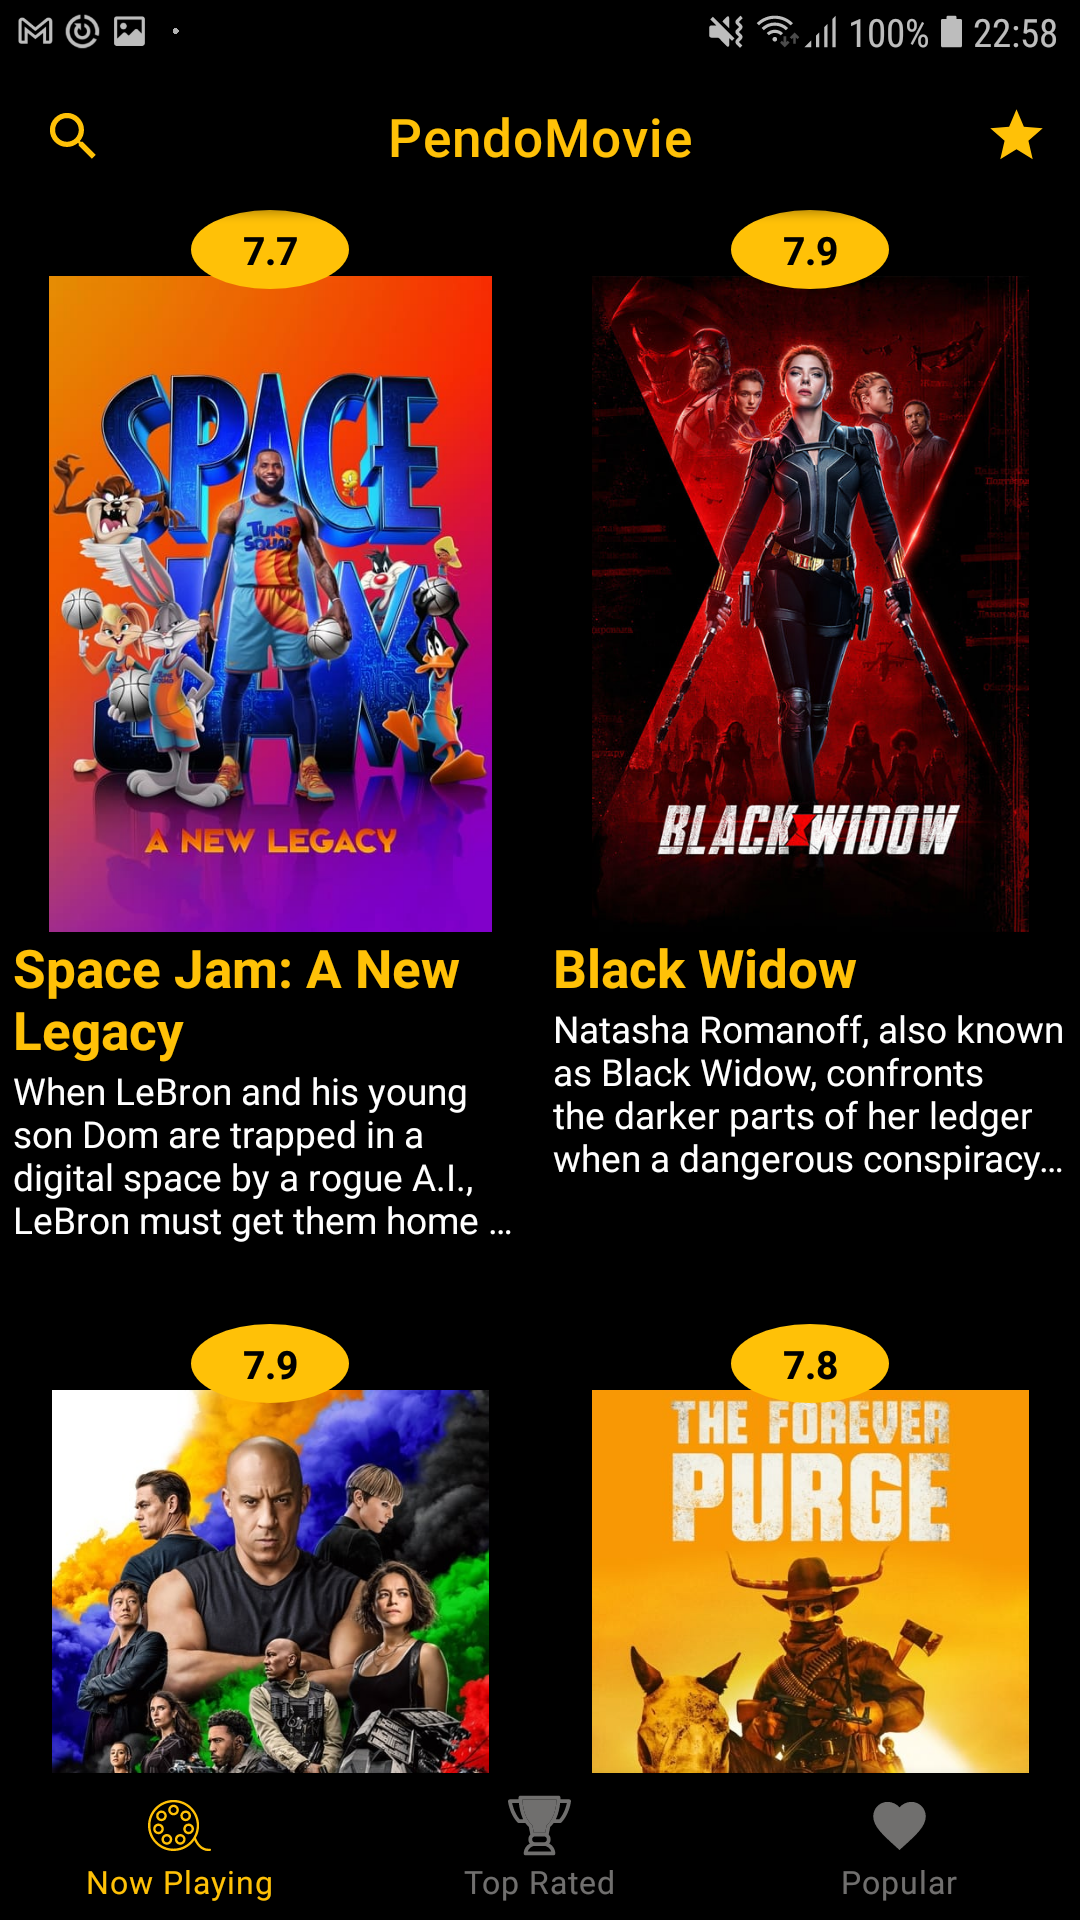 100% 22:58
PendoMovie
7.7
7.9
SPACE
TUNE
SQUAD
JAM
A NEW LEGACY
BLACK WIDOW
Space Jam: A New
Legacy
When LeBron and his young
son Dom are trapped in a
digital space by a rogue A.I.,
LeBron must get them home ...
Black Widow
Natasha Romanoff, also known
as Black Widow, confronts
the darker parts of her ledger
when a dangerous conspiracy...
7.9
7.8
THE FOREVER
PURGE
Now Playing
Top Rated
Popular